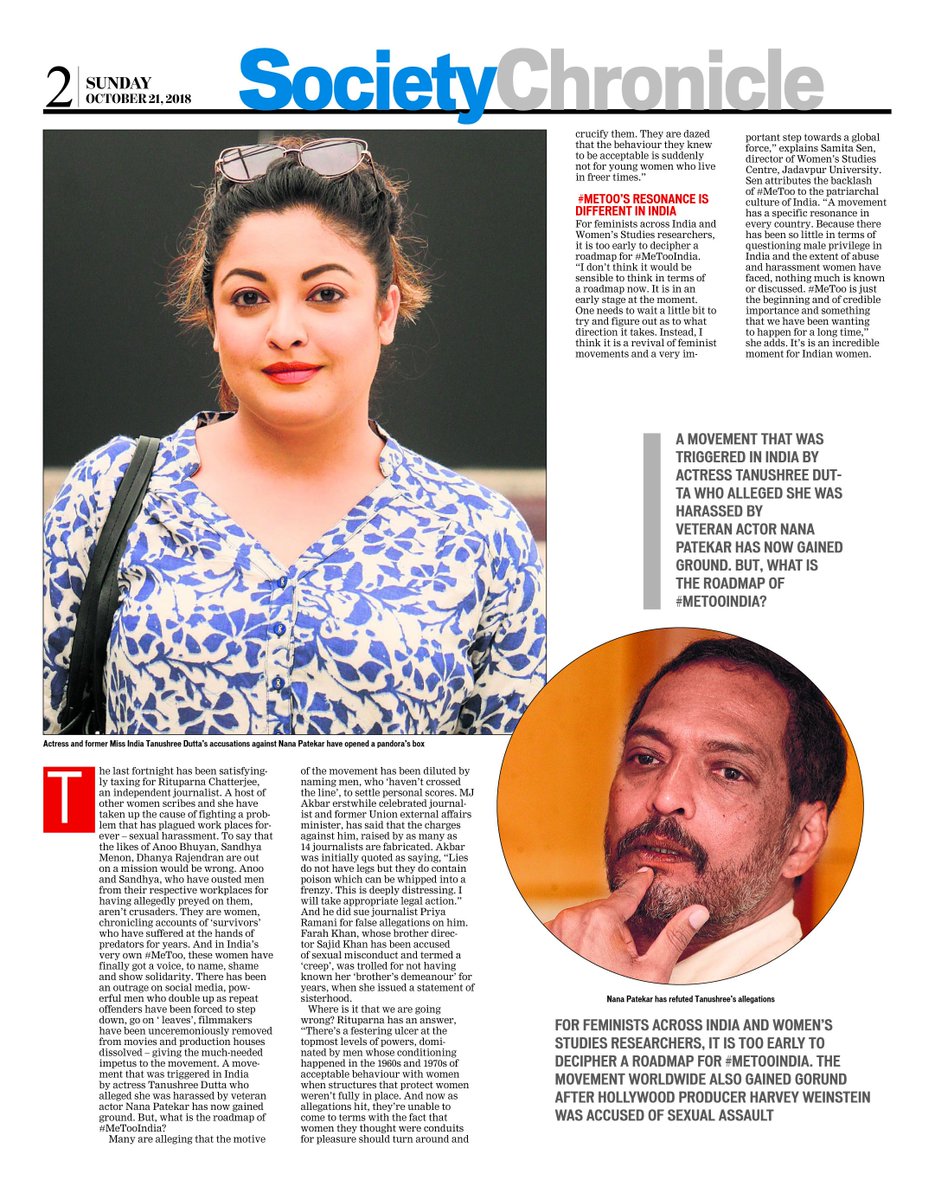 2
SUNDAY
OCTOBER 21, 2018
SocietyChronicle
Actress and former Miss India Tanushree Dutta's accusations against Nana Patekar have opened a pandora's box
The last fortnight has been satisfying-
ly taxing for Rituparna Chatterjee,
an independent journalist. A host of
other women scribes and she have
taken up the cause of fighting a prob-
lem that has plagued work places for-
ever – sexual harassment. To say that
the likes of Anoo Bhuyan, Sandhya
Menon, Dhanya Rajendran are out
on a mission would be wrong. Anoo
and Sandhya, who have ousted men
from their respective workplaces for
having allegedly preyed on them,
aren't crusaders. They are women,
chronicling accounts of 'survivors'
who have suffered at the hands of
predators for years. And in India's
very own #MeToo, these women have
finally got a voice, to name, shame
and show solidarity. There has been
an outrage on social media, pow-
erful men who double up as repeat
offenders have been forced to step
down, go on ' leaves', filmmakers
have been unceremoniously removed
from movies and production houses
dissolved – giving the much-needed
impetus to the movement. A move-
ment that was triggered in India
by actress Tanushree Dutta who
alleged she was harassed by veteran
actor Nana Patekar has now gained
ground. But, what is the roadmap of
#MeTooIndia?
Many are alleging that the motive
of the movement has been diluted by
naming men, who 'haven't crossed
the line', to settle personal scores. MJ
Akbar erstwhile celebrated journal-
ist and former Union external affairs
minister, has said that the charges
against him, raised by as many as
14 journalists are fabricated. Akbar
was initially quoted as saying, "Lies
do not have legs but they do contain
poison which can be whipped into a
frenzy. This is deeply distressing. I
will take appropriate legal action."
And he did sue journalist Priya
Ramani for false allegations on him.
Farah Khan, whose brother direc-
tor Sajid Khan has been accused
of sexual misconduct and termed a
'creep', was trolled for not having
known her 'brother's demeanour' for
years, when she issued a statement of
sisterhood.
Where is it that we are going
wrong? Rituparna has an answer,
"There's a festering ulcer at the
topmost levels of powers, domi-
nated by men whose conditioning
happened in the 1960s and 1970s of
acceptable behaviour with women
when structures that protect women
weren't fully in place. And now as
allegations hit, they're unable to
come to terms with the fact that
women they thought were conduits
for pleasure should turn around and
crucify them. They are dazed
that the behaviour they knew
to be acceptable is suddenly
not for young women who live
in freer times."
#METOO'S RESONANCE IS
DIFFERENT IN INDIA
For feminists across India and
Women's Studies researchers,
it is too early to decipher a
roadmap for #MeTooIndia.
"I don't think it would be
sensible to think in terms of
a roadmap now. It is in an
early stage at the moment.
One needs to wait a little bit to
try and figure out as to what
direction it takes. Instead, I
think it is a revival of feminist
movements and a very im-
portant step towards a global
force," explains Samita Sen,
director of Women's Studies
Centre, Jadavpur University.
Sen attributes the backlash
of #MeToo to the patriarchal
culture of India. "A movement
has a specific resonance in
every country. Because there
has been so little in terms of
questioning male privilege in
India and the extent of abuse
and harassment women have
faced, nothing much is known
or discussed. #MeToo is just
the beginning and of credible
importance and something
that we have been wanting
to happen for a long time,"
she adds. It's is an incredible
moment for Indian women.
A MOVEMENT THAT WAS
TRIGGERED IN INDIA BY
ACTRESS TANUSHREE DUT-
TA WHO ALLEGED SHE WAS
HARASSED BY
VETERAN ACTOR NANA
PATEKAR HAS NOW GAINED
GROUND. BUT, WHAT IS
THE ROADMAP OF
#METOOINDIA?
Nana Patekar has refuted Tanushree's allegations
FOR FEMINISTS ACROSS INDIA AND WOMEN'S
STUDIES RESEARCHERS, IT IS TOO EARLY TO
DECIPHER A ROADMAP FOR #METOOINDIA. THE
MOVEMENT WORLDWIDE ALSO GAINED GORUND
AFTER HOLLYWOOD PRODUCER HARVEY WEINSTEIN
WAS ACCUSED OF SEXUAL ASSAULT